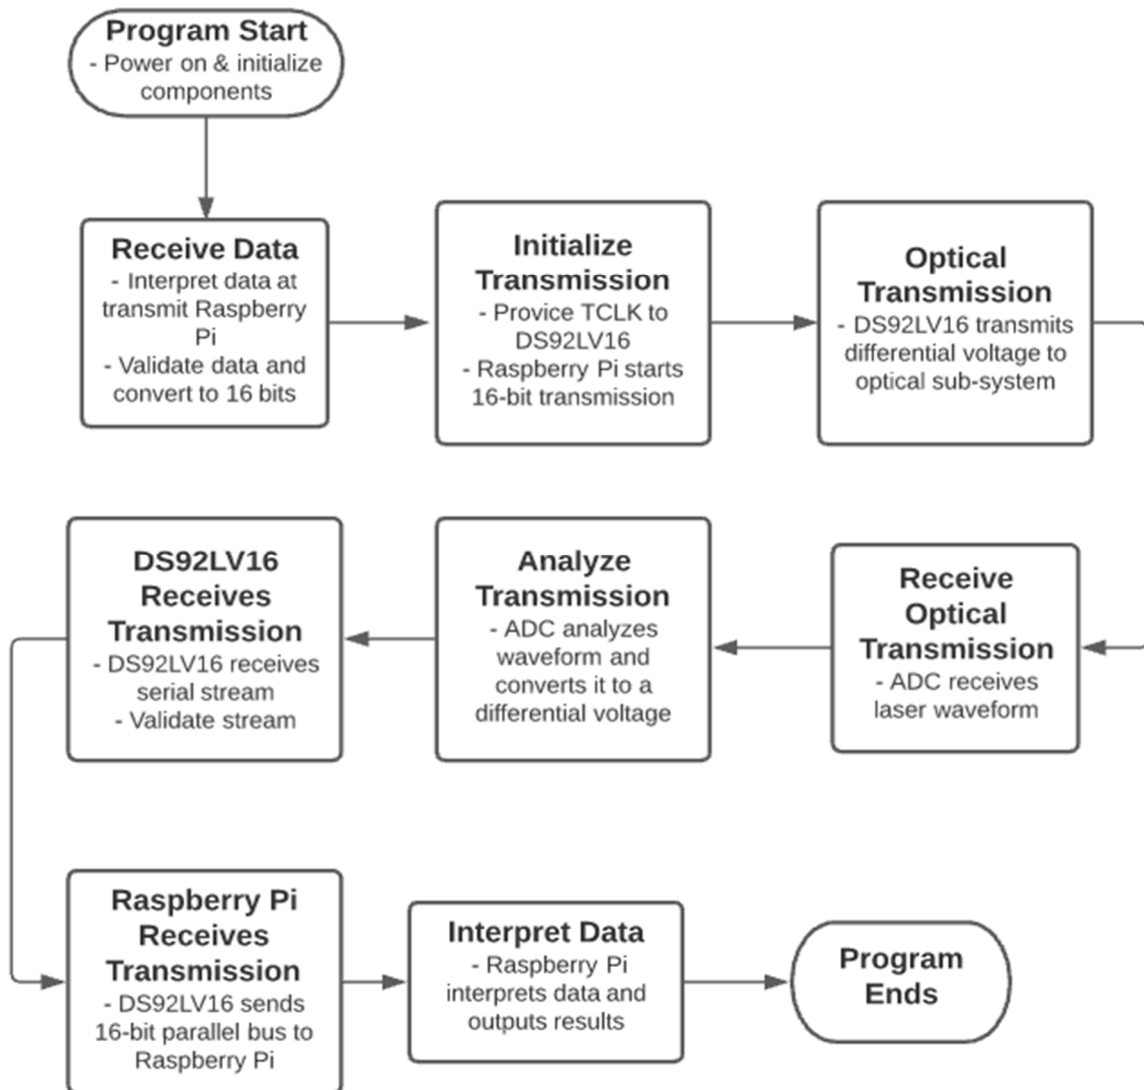 Program Start
- Power on & initialize
components
Receive Data
- Interpret data at
transmit Raspberry
Pi
- Validate data and
convert to 16 bits
Initialize
Transmission
- Provice TCLK to
DS92LV16
- Raspberry Pi starts
16-bit transmission
Optical
Transmission
- DS92LV16 transmits
differential voltage to
optical sub-system
Receive
Optical
Transmission
- ADC receives
laser waveform
Analyze
Transmission
- ADC analyzes
waveform and
converts it to a
differential voltage
DS92LV16
Receives
Transmission
- DS92LV16 receives
serial stream
- Validate stream
Raspberry Pi
Receives
Transmission
- DS92LV16 sends
16-bit parallel bus to
Raspberry Pi
Interpret Data
- Raspberry Pi
interprets data and
outputs results
Program
Ends